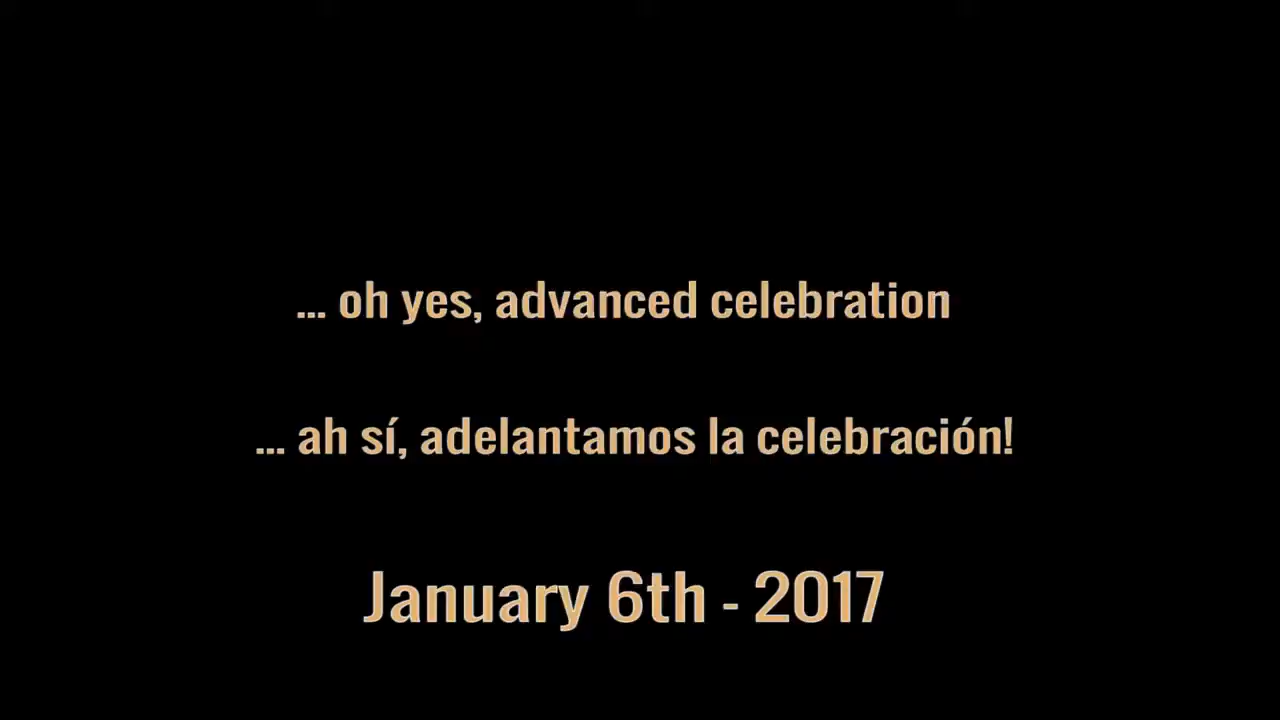 ... oh yes, advanced celebration
... ah sí, adelantamos la celebración!
January 6th - 2017